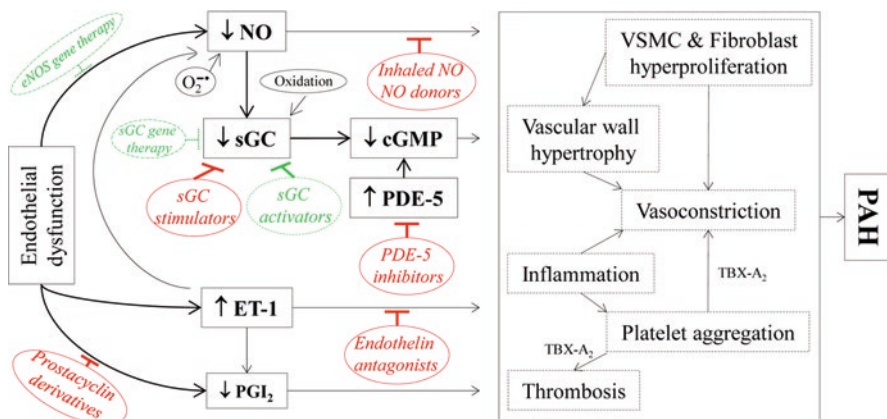 eNOS gene therapy
↓ NO
O₂⁻•
Oxidation
Inhaled NO
NO donors
sGC gene
therapy
↓ sGC
↓ cGMP
sGC
stimulators
sGC
activators
↑ PDE-5
PDE-5
inhibitors
Endothelial
dysfunction
↑ ET-1
Endothelin
antagonists
Prostacyclin
derivatives
↓ PGI₂
VSMC & Fibroblast
hyperproliferation
Vascular wall
hypertrophy
Vasoconstriction
Inflammation
TBX-A₂
Platelet aggregation
TBX-A₂
Thrombosis
PAH